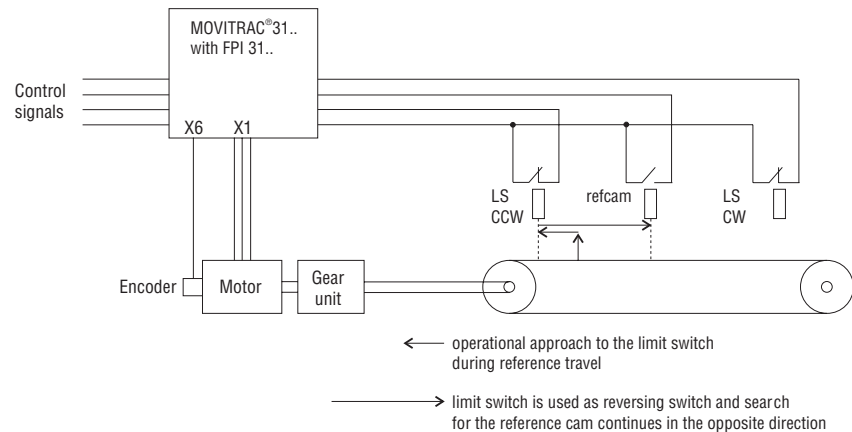 MOVITRAC®31..
with FPI 31..
Control
signals
X6 X1
LS
CCW
refcam
LS
CW
Encoder
Motor
Gear
unit
operational approach to the limit switch
during reference travel
limit switch is used as reversing switch and search
for the reference cam continues in the opposite direction